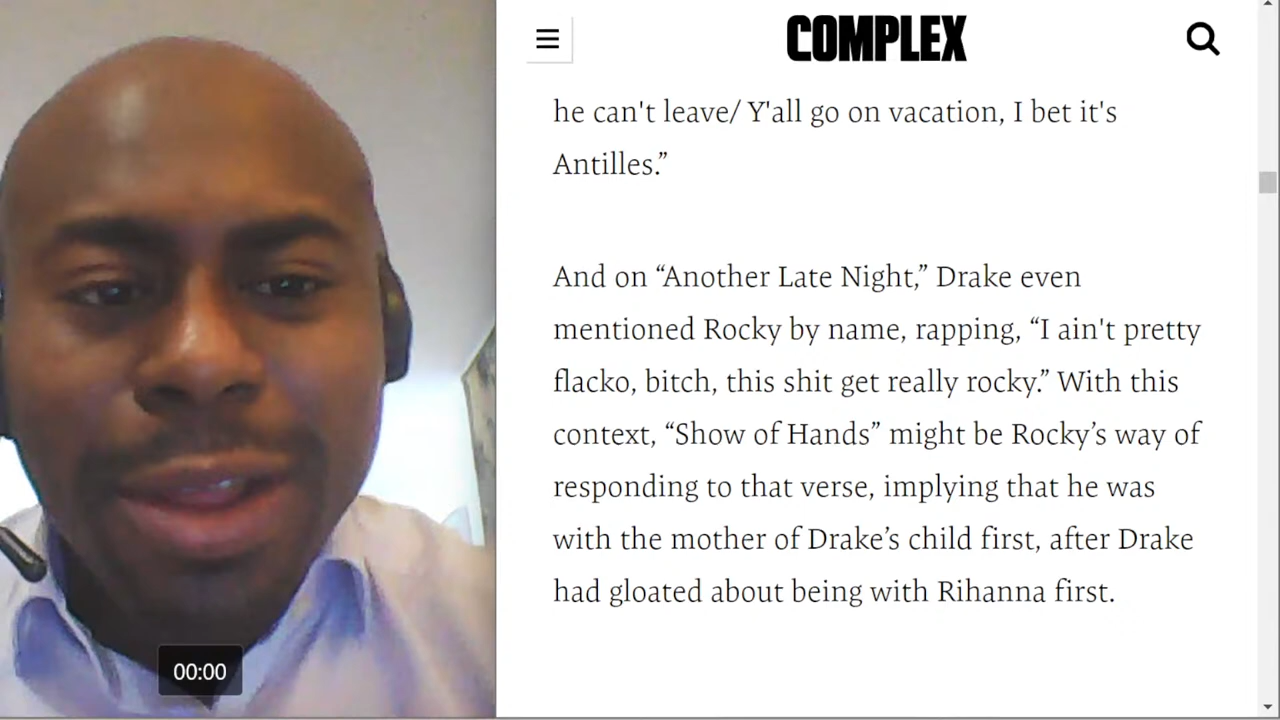 COMPLEX
he can't leave/ Y'all go on vacation, I bet it's
Antilles.”
And on “Another Late Night,” Drake even
mentioned Rocky by name, rapping, “I ain't pretty
flacko, bitch, this shit get really rocky.” With this
context, “Show of Hands” might be Rocky’s way of
responding to that verse, implying that he was
with the mother of Drake’s child first, after Drake
had gloated about being with Rihanna first.
00:00